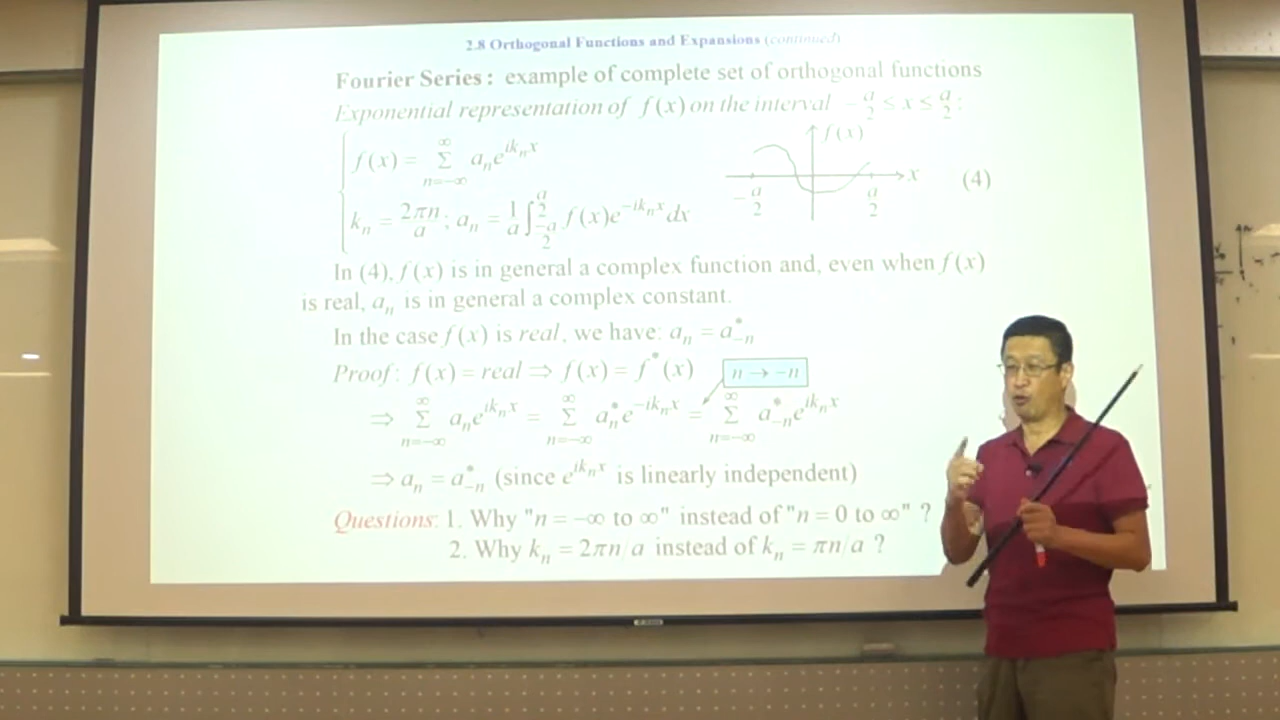 2.8 Orthogonal Functions and Expansions (continued)
Fourier Series : example of complete set of orthogonal functions
Exponential representation of f(x) on the interval −a/2 ≤ x ≤ a/2 :
f(x) = ∑_{n=−∞}^{∞} a_n e^{ik_n x}
k_n = 2πn/a ; a_n = 1/a ∫_{−a/2}^{a/2} f(x)e^{−ik_n x} dx
f(x)
x
−a/2
a/2
(4)
In (4), f(x) is in general a complex function and, even when f(x)
is real, a_n is in general a complex constant.
In the case f(x) is real, we have: a_n = a*_{−n}
Proof: f(x) = real ⇒ f(x) = f*(x)
n → −n
⇒ ∑_{n=−∞}^{∞} a_n e^{ik_n x} = ∑_{n=−∞}^{∞} a*_n e^{−ik_n x} = ∑_{n=−∞}^{∞} a*_{−n} e^{ik_n x}
⇒ a_n = a*_{−n} (since e^{ik_n x} is linearly independent)
Questions: 1. Why "n = −∞ to ∞" instead of "n = 0 to ∞" ?
2. Why k_n = 2πn/a instead of k_n = πn/a ?